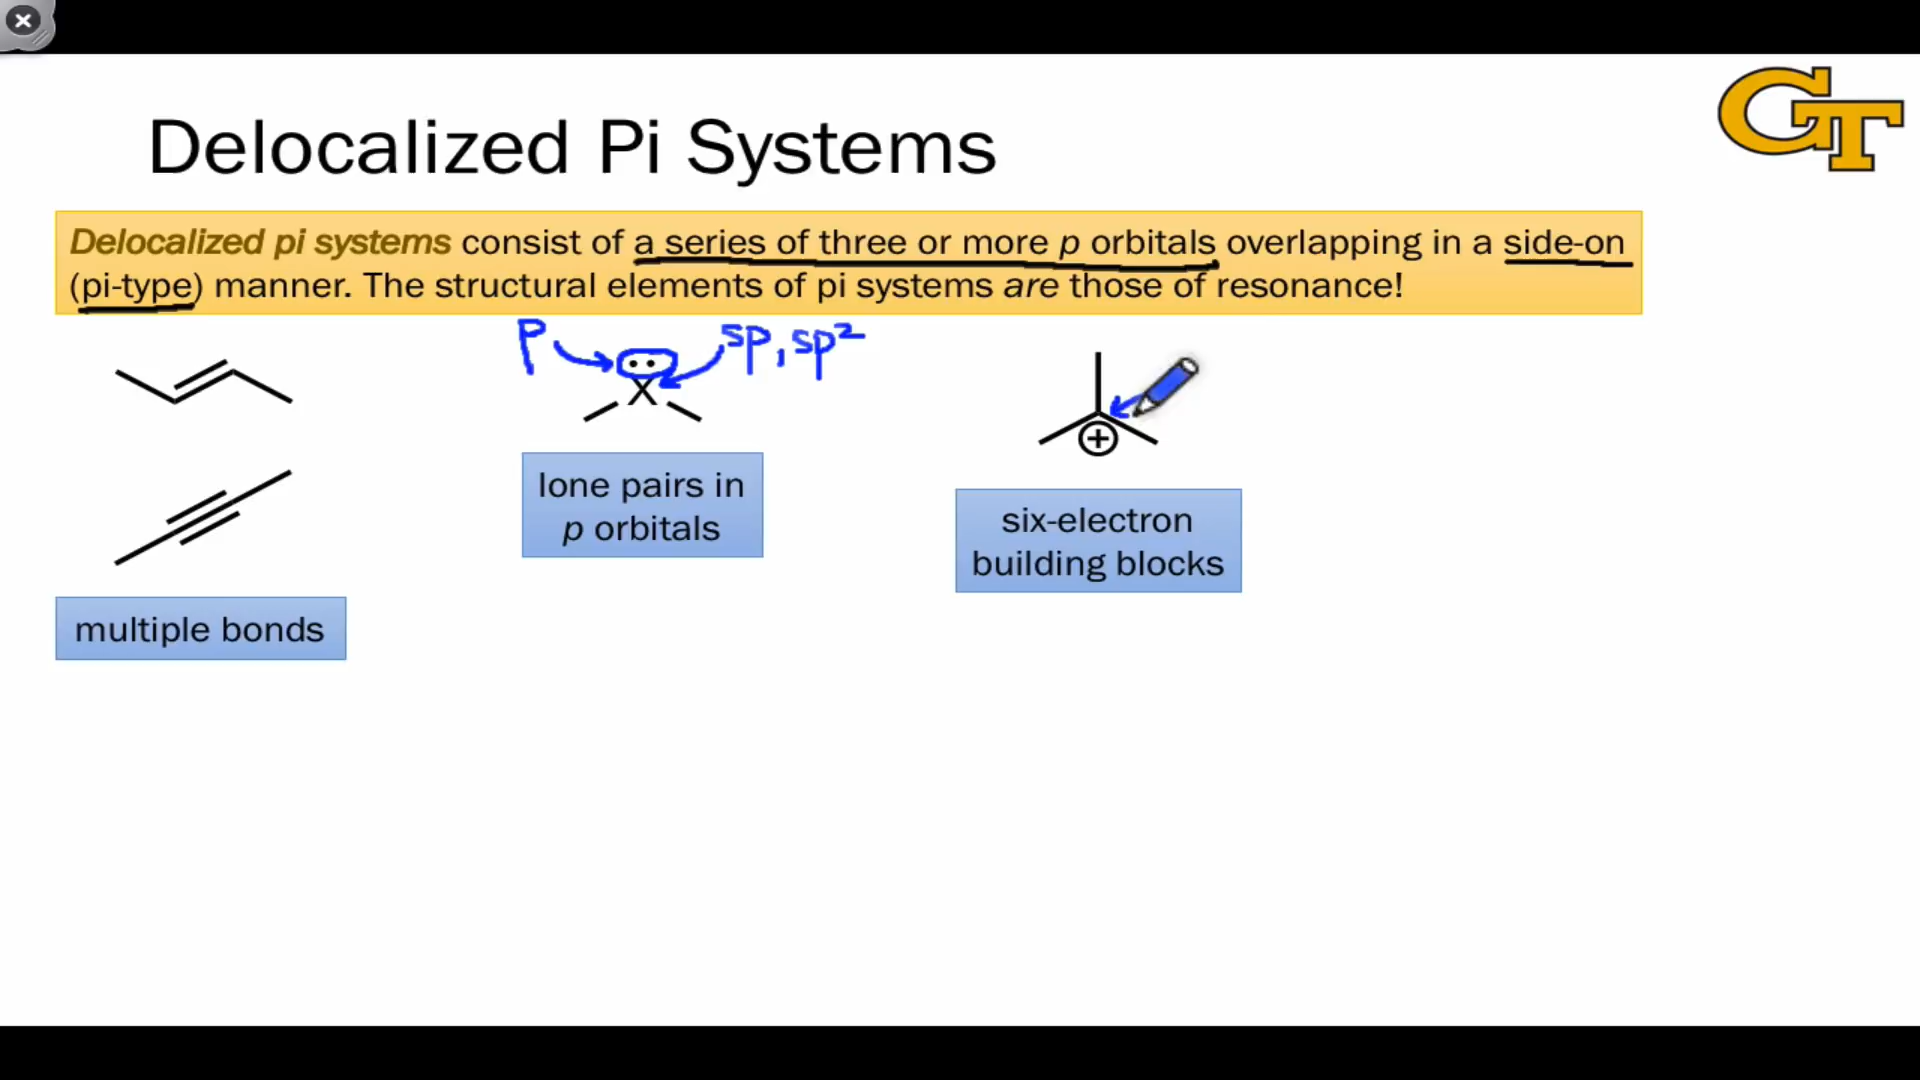 GT
Delocalized Pi Systems
Delocalized pi systems consist of a series of three or more p orbitals overlapping in a side-on
(pi-type) manner. The structural elements of pi systems are those of resonance!
p
sp, sp²
X
+
lone pairs in
p orbitals
six-electron
building blocks
multiple bonds